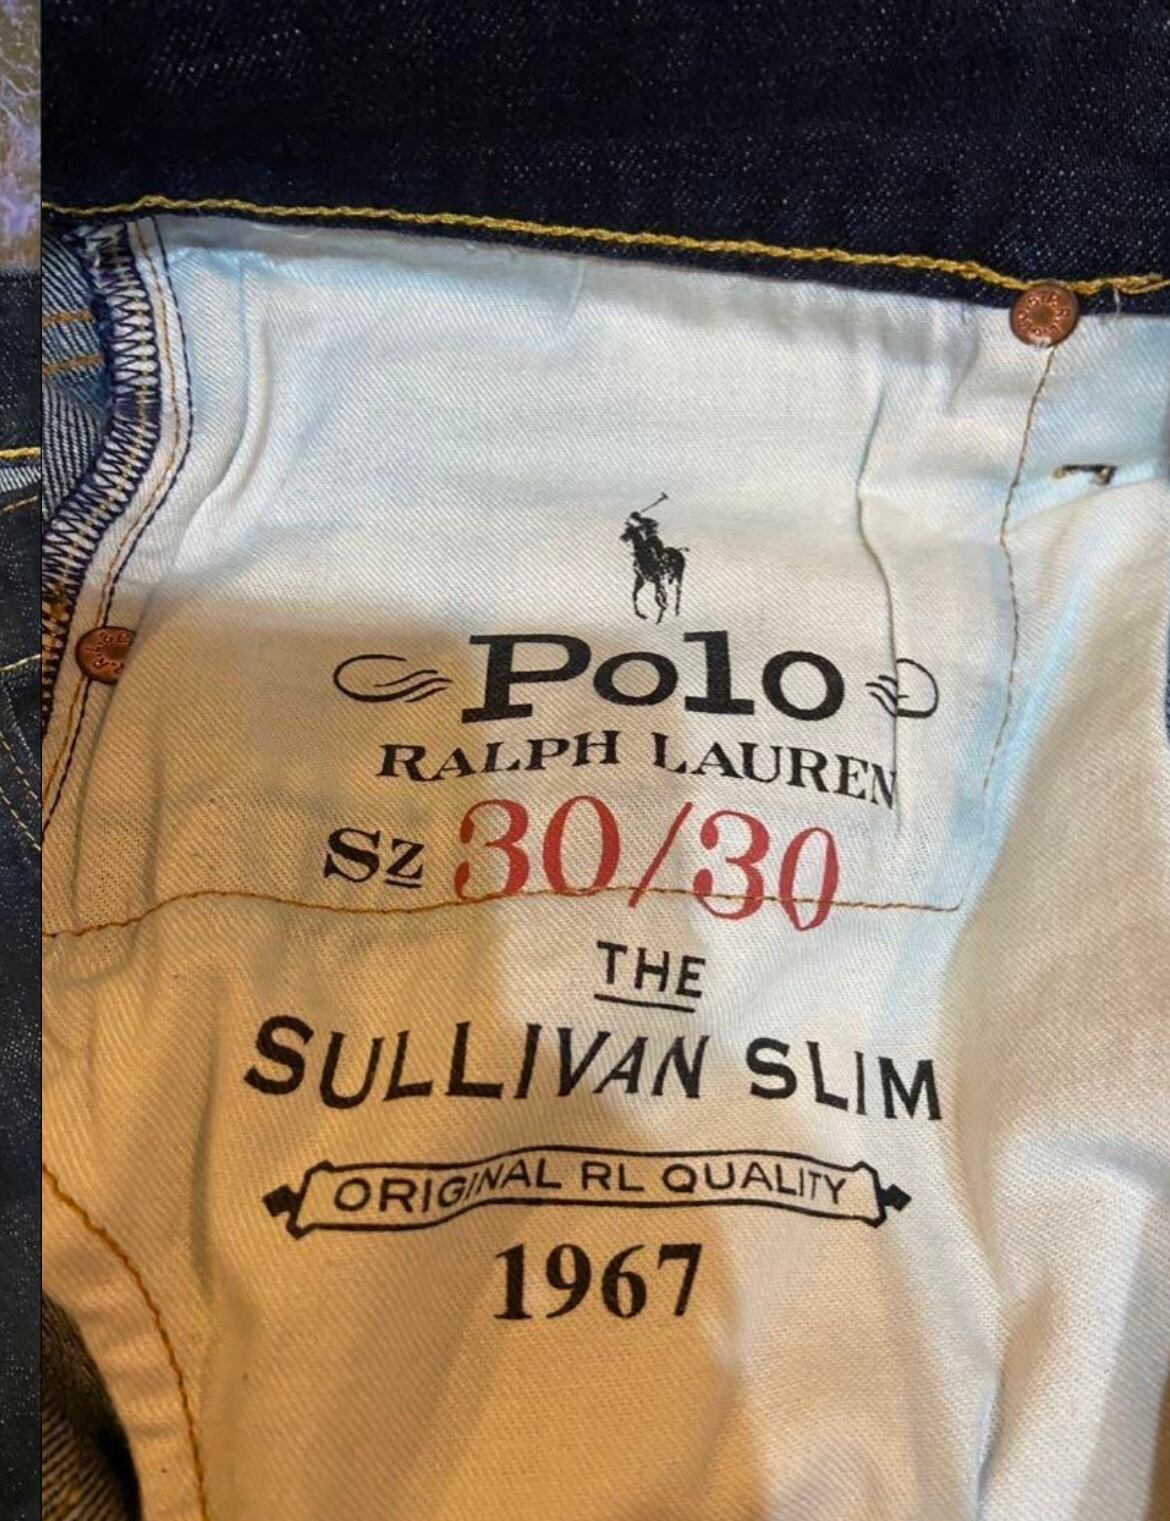 Polo
RALPH LAUREN
Sz 30/30
THE
SULLIVAN SLIM
ORIGINAL RL QUALITY
1967